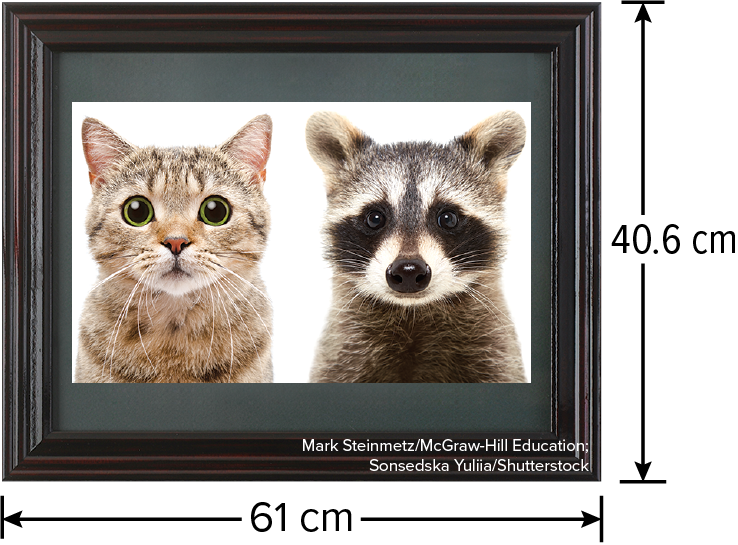 40.6 cm
Mark Steinmetz/McGraw-Hill Education;
Sonsedska Yuliia/Shutterstock
61 cm